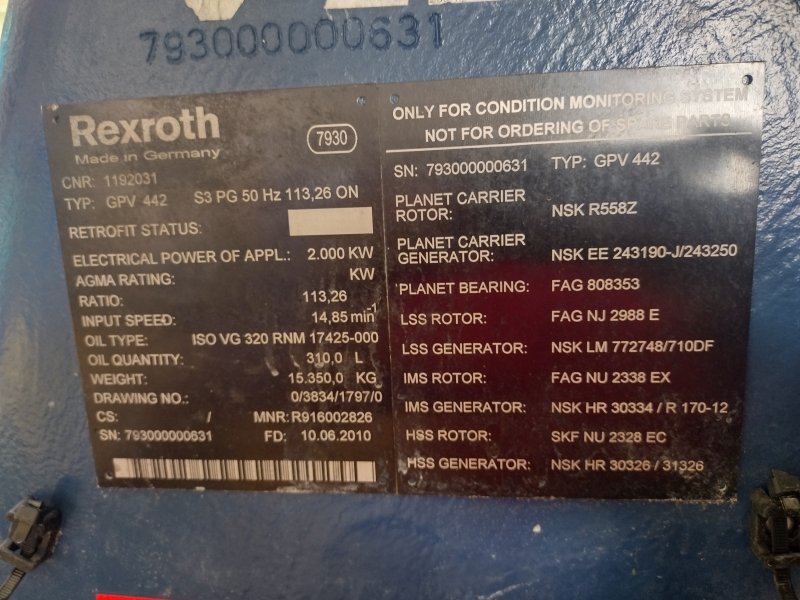 793000000631
Rexroth
7930
Made in Germany
CNR: 1192031
TYP: GPV 442 S3 PG 50 Hz 113,26 ON
RETROFIT STATUS:
ELECTRICAL POWER OF APPL.: 2.000 KW
AGMA RATING: KW
RATIO: 113,26
INPUT SPEED: 14,85 min-1
OIL TYPE: ISO VG 320 RNM 17425-000
OIL QUANTITY: 310,0 L
WEIGHT: 15.350,0 KG
DRAWING NO.: 0/3834/1797/0
CS: / MNR: R916002826
SN: 793000000631 FD: 10.06.2010
ONLY FOR CONDITION MONITORING SYSTEM
NOT FOR ORDERING OF SPARE PARTS
SN: 793000000631 TYP: GPV 442
PLANET CARRIER
ROTOR: NSK R558Z
PLANET CARRIER
GENERATOR: NSK EE 243190-J/243250
PLANET BEARING: FAG 808353
LSS ROTOR: FAG NJ 2988 E
LSS GENERATOR: NSK LM 772748/710DF
IMS ROTOR: FAG NU 2338 EX
IMS GENERATOR: NSK HR 30334 / R 170-12
HSS ROTOR: SKF NU 2328 EC
HSS GENERATOR: NSK HR 30326 / 31326